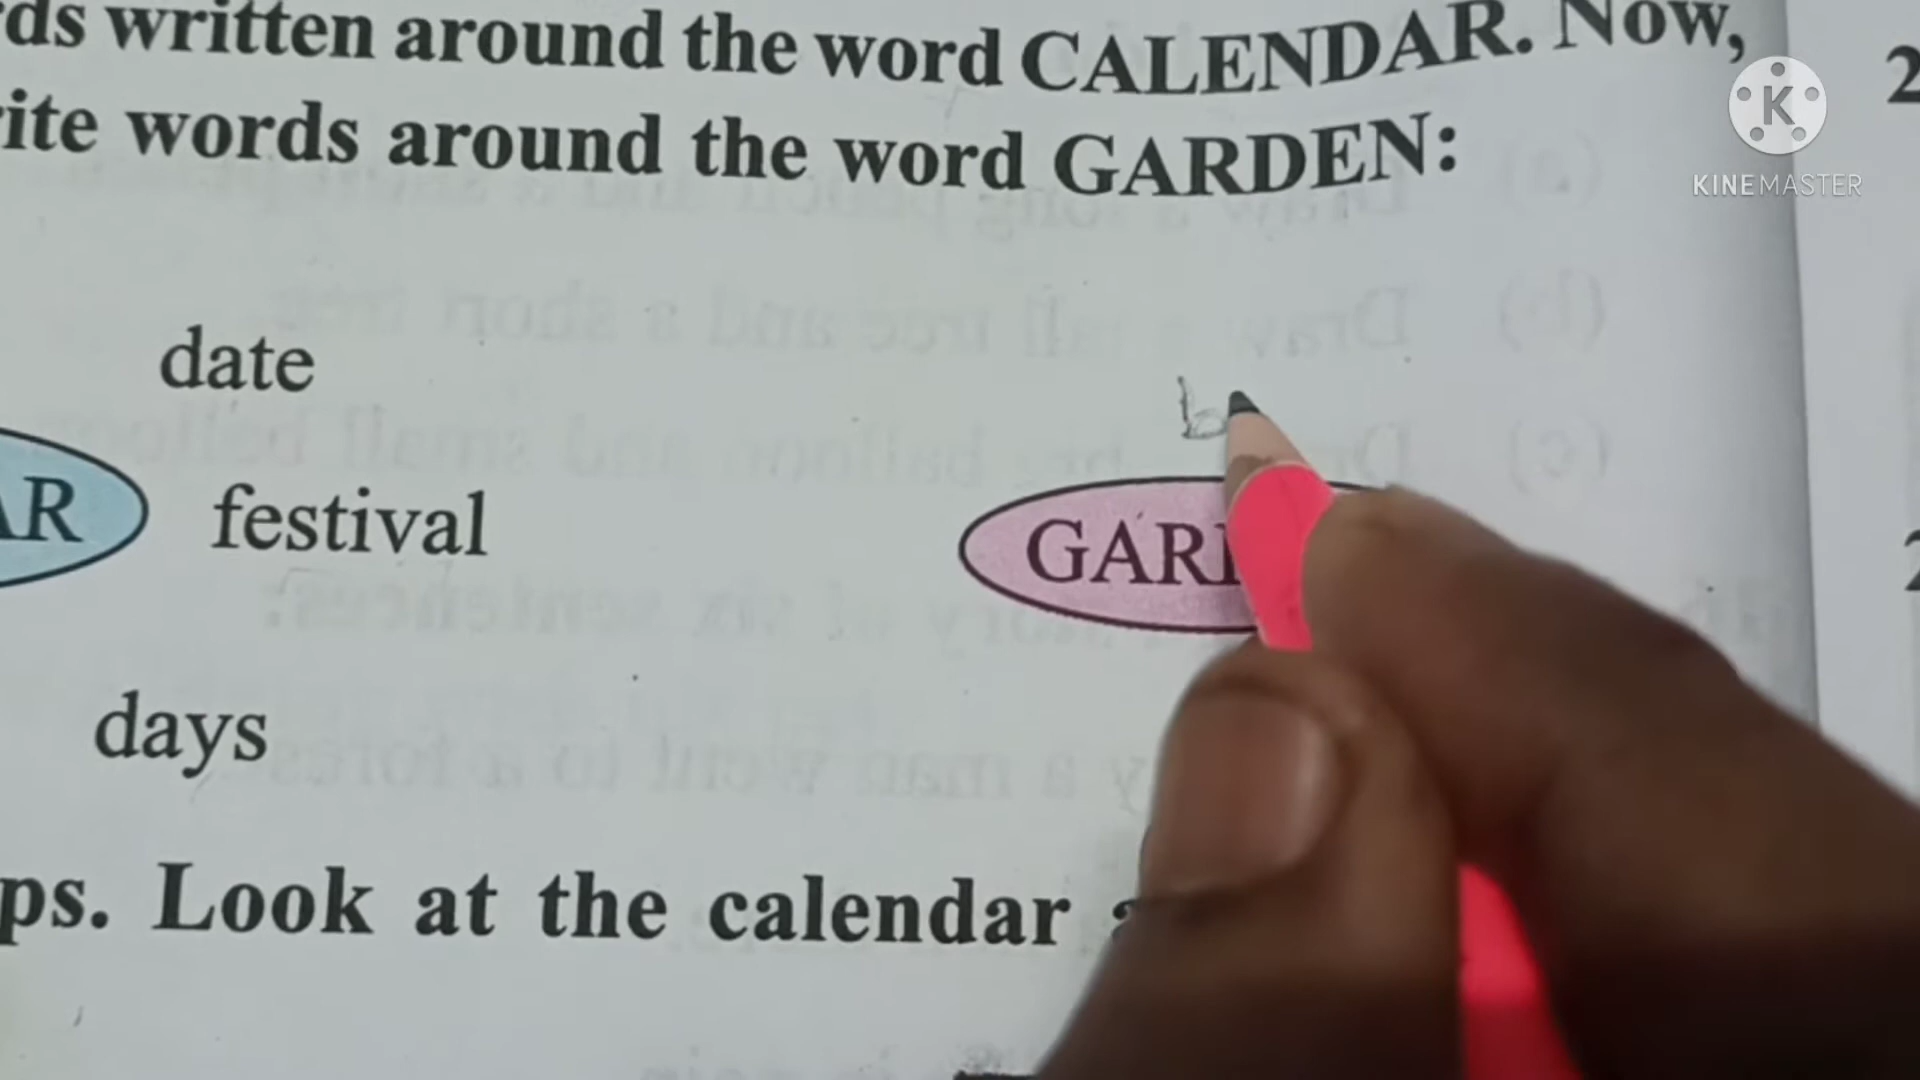 ds written around the word CALENDAR. Now,
ite words around the word GARDEN:
K
KINEMASTER
2
date
b
AR
festival
GAR
days
ps. Look at the calendar